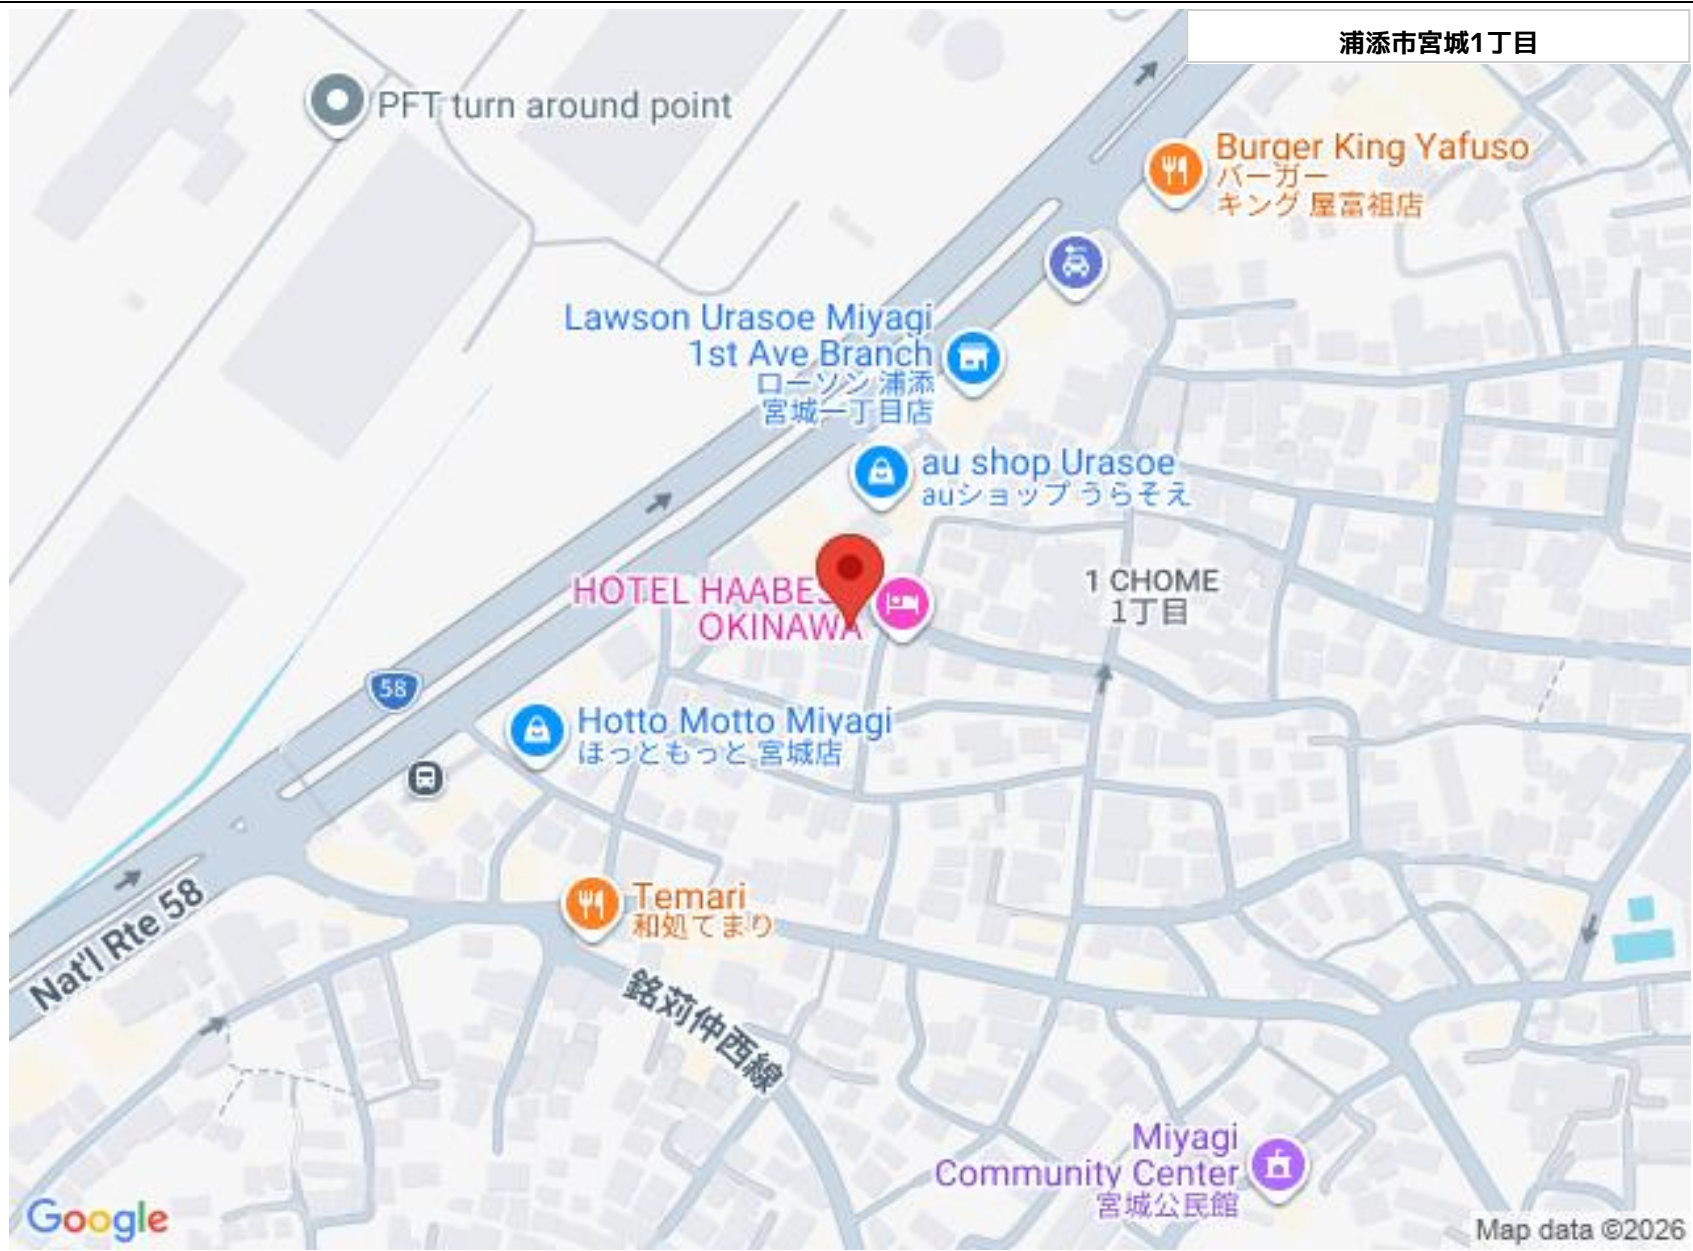 浦添市宮城1丁目
PFT turn around point
Burger King Yafuso
バーガー
キング 屋富祖店
Lawson Urasoe Miyagi
1st Ave Branch
ローソン 浦添
宮城一丁目店
au shop Urasoe
auショップ うらそえ
HOTEL HAABES
OKINAWA
1 CHOME
1丁目
58
Hotto Motto Miyagi
ほっともっと 宮城店
Temari
和処てまり
Nat'l Rte 58
銘苅仲西線
Miyagi
Community Center
宮城公民館
Google
Map data ©2026